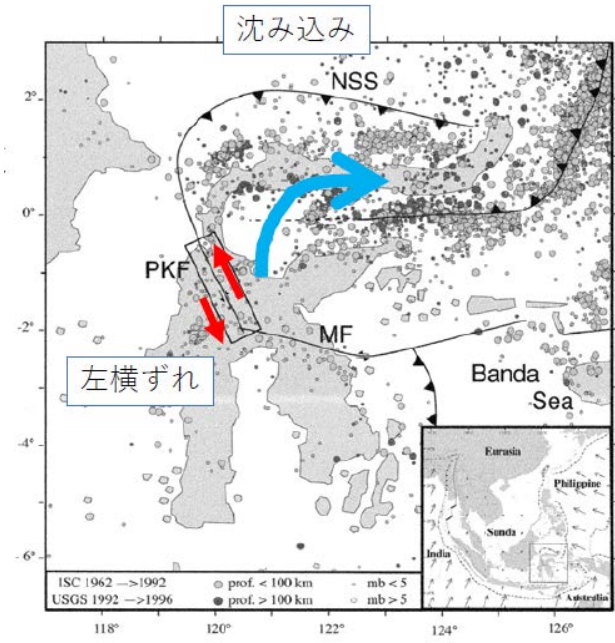 沈み込み
NSS
2°
0°
PKF
-2°
MF
左横ずれ
Banda
Sea
-4°
-6°
Eurasia
Philippine
Sunda
India
Australia
ISC 1962 —>1992 prof. < 100 km mb < 5
USGS 1992 —>1996 prof. > 100 km mb > 5
118° 120° 122° 124° 126°